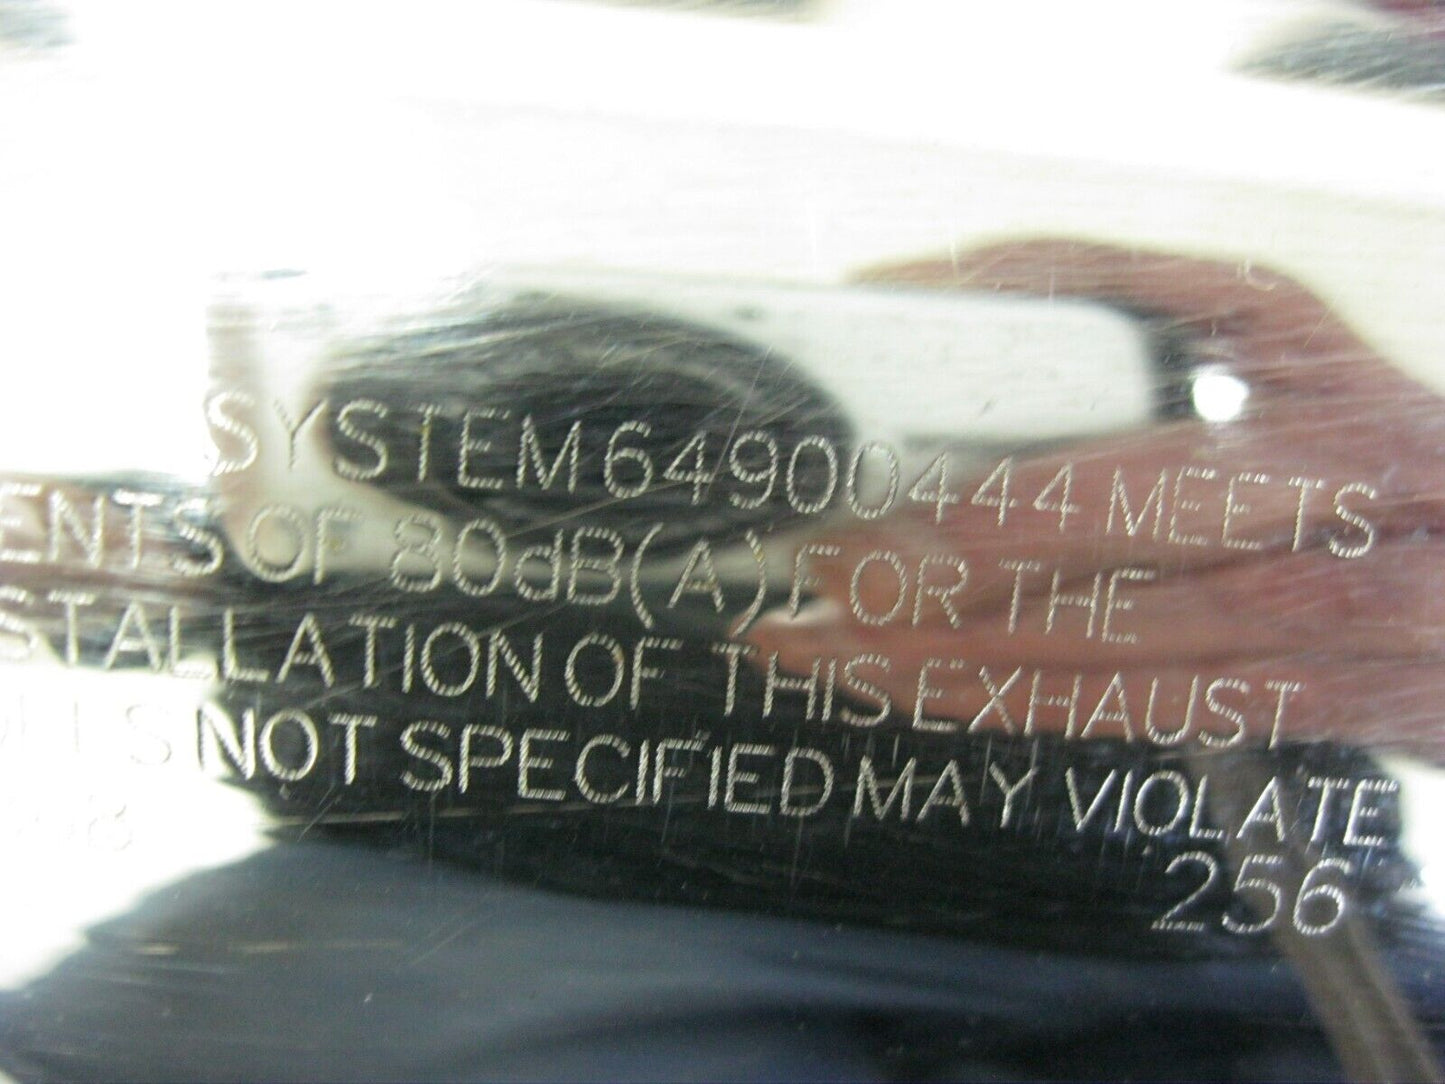 SYSTEM 64900444 MEETS
ENTS OF 80dB(A) FOR THE
STALLATION OF THIS EXHAUST
NOT SPECIFIED MAY VIOLATE
256